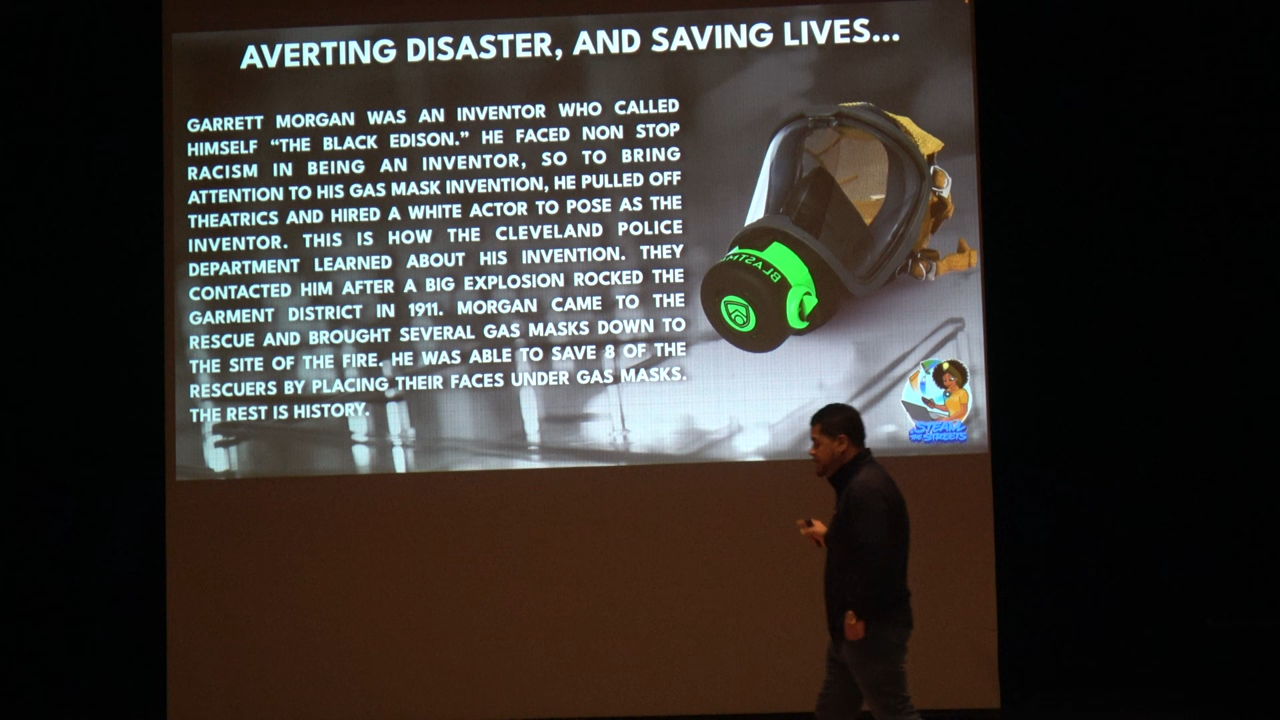 AVERTING DISASTER, AND SAVING LIVES...
GARRETT MORGAN WAS AN INVENTOR WHO CALLED
HIMSELF “THE BLACK EDISON.” HE FACED NON STOP
RACISM IN BEING AN INVENTOR, SO TO BRING
ATTENTION TO HIS GAS MASK INVENTION, HE PULLED OFF
THEATRICS AND HIRED A WHITE ACTOR TO POSE AS THE
INVENTOR. THIS IS HOW THE CLEVELAND POLICE
DEPARTMENT LEARNED ABOUT HIS INVENTION. THEY
CONTACTED HIM AFTER A BIG EXPLOSION ROCKED THE
GARMENT DISTRICT IN 1911. MORGAN CAME TO THE
RESCUE AND BROUGHT SEVERAL GAS MASKS DOWN TO
THE SITE OF THE FIRE. HE WAS ABLE TO SAVE 8 OF THE
RESCUERS BY PLACING THEIR FACES UNDER GAS MASKS.
THE REST IS HISTORY.
STEAM
THE STREETS